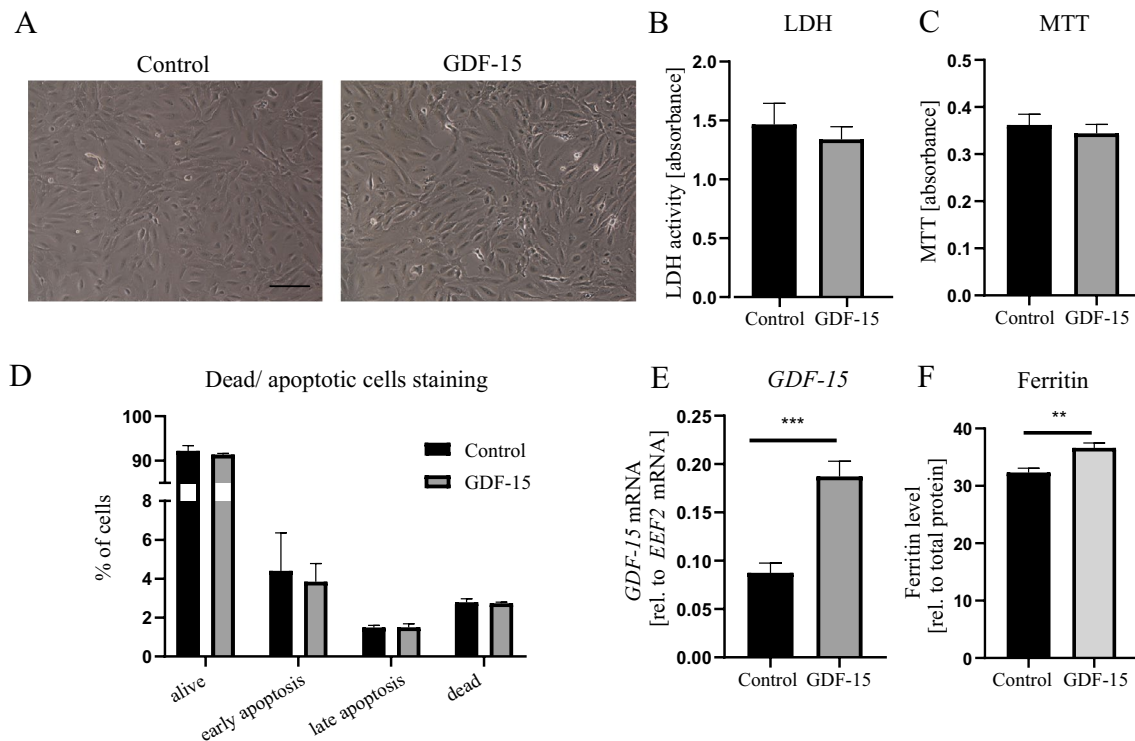 A
Control
GDF-15
B
LDH
LDH activity [absorbance]
2.0
1.5
1.0
0.5
0.0
Control GDF-15
C
MTT
MTT [absorbance]
0.5
0.4
0.3
0.2
0.1
0.0
Control GDF-15
D
Dead/ apoptotic cells staining
% of cells
100
90
8
6
4
2
0
Control
GDF-15
alive
early apoptosis
late apoptosis
dead
E
GDF-15
GDF-15 mRNA
[rel. to EEF2 mRNA]
0.25
0.20
0.15
0.10
0.05
0.00
***
Control GDF-15
F
Ferritin
Ferritin level
[rel. to total protein]
40
30
20
10
0
**
Control GDF-15